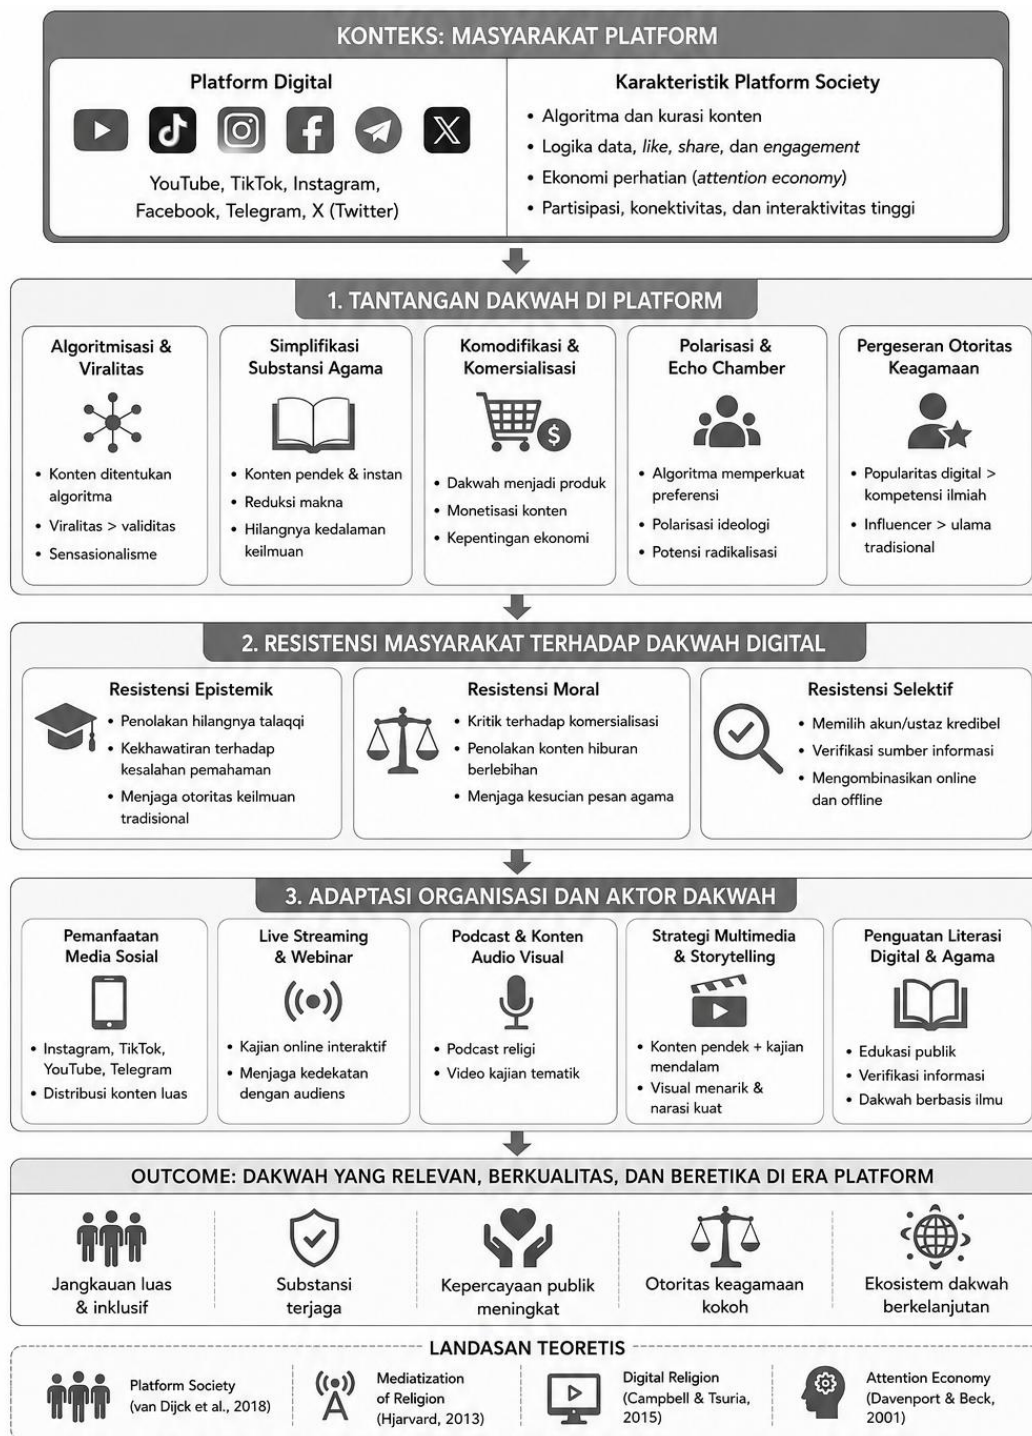 KONTEKS: MASYARAKAT PLATFORM
Platform Digital
YouTube, TikTok, Instagram,
Facebook, Telegram, X (Twitter)
Karakteristik Platform Society
• Algoritma dan kurasi konten
• Logika data, like, share, dan engagement
• Ekonomi perhatian (attention economy)
• Partisipasi, konektivitas, dan interaktivitas tinggi
1. TANTANGAN DAKWAH DI PLATFORM
Algoritmisasi &
Viralitas
• Konten ditentukan
algoritma
• Viralitas > validitas
• Sensasionalisme
Simplifikasi
Substansi Agama
• Konten pendek & instan
• Reduksi makna
• Hilangnya kedalaman
keilmuan
Komodifikasi &
Komersialisasi
$
• Dakwah menjadi produk
• Monetisasi konten
• Kepentingan ekonomi
Polarisasi &
Echo Chamber
• Algoritma memperkuat
preferensi
• Polarisasi ideologi
• Potensi radikalisasi
Pergeseran Otoritas
Keagamaan
• Popularitas digital >
kompetensi ilmiah
• Influencer > ulama
tradisional
2. RESISTENSI MASYARAKAT TERHADAP DAKWAH DIGITAL
Resistensi Epistemik
• Penolakan hilangnya talaqqi
• Kekhawatiran terhadap
kesalahan pemahaman
• Menjaga otoritas keilmuan
tradisional
Resistensi Moral
• Kritik terhadap komersialisasi
• Penolakan konten hiburan
berlebihan
• Menjaga kesucian pesan agama
Resistensi Selektif
• Memilih akun/ustaz kredibel
• Verifikasi sumber informasi
• Mengombinasikan online
dan offline
3. ADAPTASI ORGANISASI DAN AKTOR DAKWAH
Pemanfaatan
Media Sosial
• Instagram, TikTok,
YouTube, Telegram
• Distribusi konten luas
Live Streaming
& Webinar
• Kajian online interaktif
• Menjaga kedekatan
dengan audiens
Podcast & Konten
Audio Visual
• Podcast religi
• Video kajian tematik
Strategi Multimedia
& Storytelling
• Konten pendek + kajian
mendalam
• Visual menarik &
narasi kuat
Penguatan Literasi
Digital & Agama
• Edukasi publik
• Verifikasi informasi
• Dakwah berbasis ilmu
OUTCOME: DAKWAH YANG RELEVAN, BERKUALITAS, DAN BERETIKA DI ERA PLATFORM
Jangkauan luas
& inklusif
Substansi
terjaga
Kepercayaan publik
meningkat
Otoritas keagamaan
kokoh
Ekosistem dakwah
berkelanjutan
LANDASAN TEORETIS
Platform Society
(van Dijck et al., 2018)
Mediatization
of Religion
(Hjarvard, 2013)
Digital Religion
(Campbell & Tsuria,
2015)
Attention Economy
(Davenport & Beck,
2001)